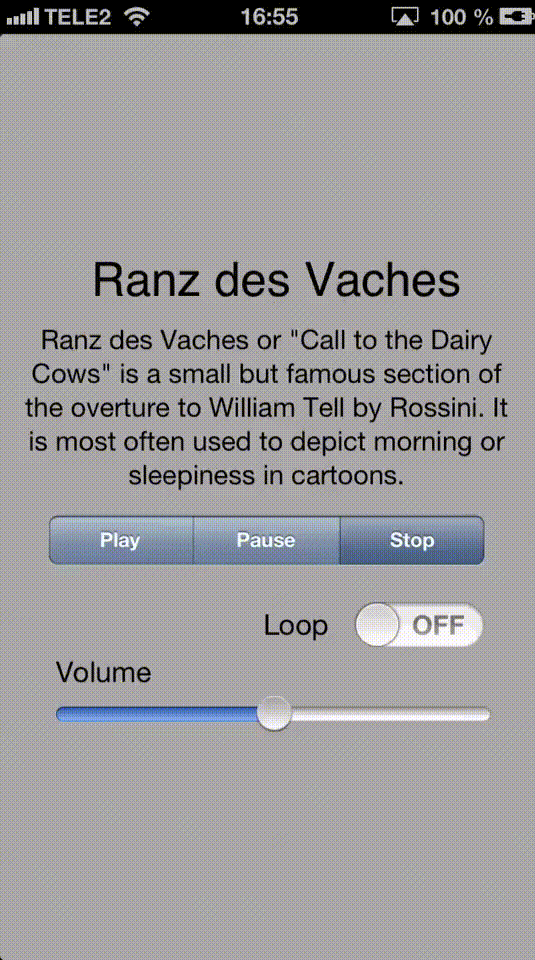 TELE2 16:55 100 %
Ranz des Vaches
Ranz des Vaches or "Call to the Dairy
Cows" is a small but famous section of
the overture to William Tell by Rossini. It
is most often used to depict morning or
sleepiness in cartoons.
Play Pause Stop
Loop OFF
Volume